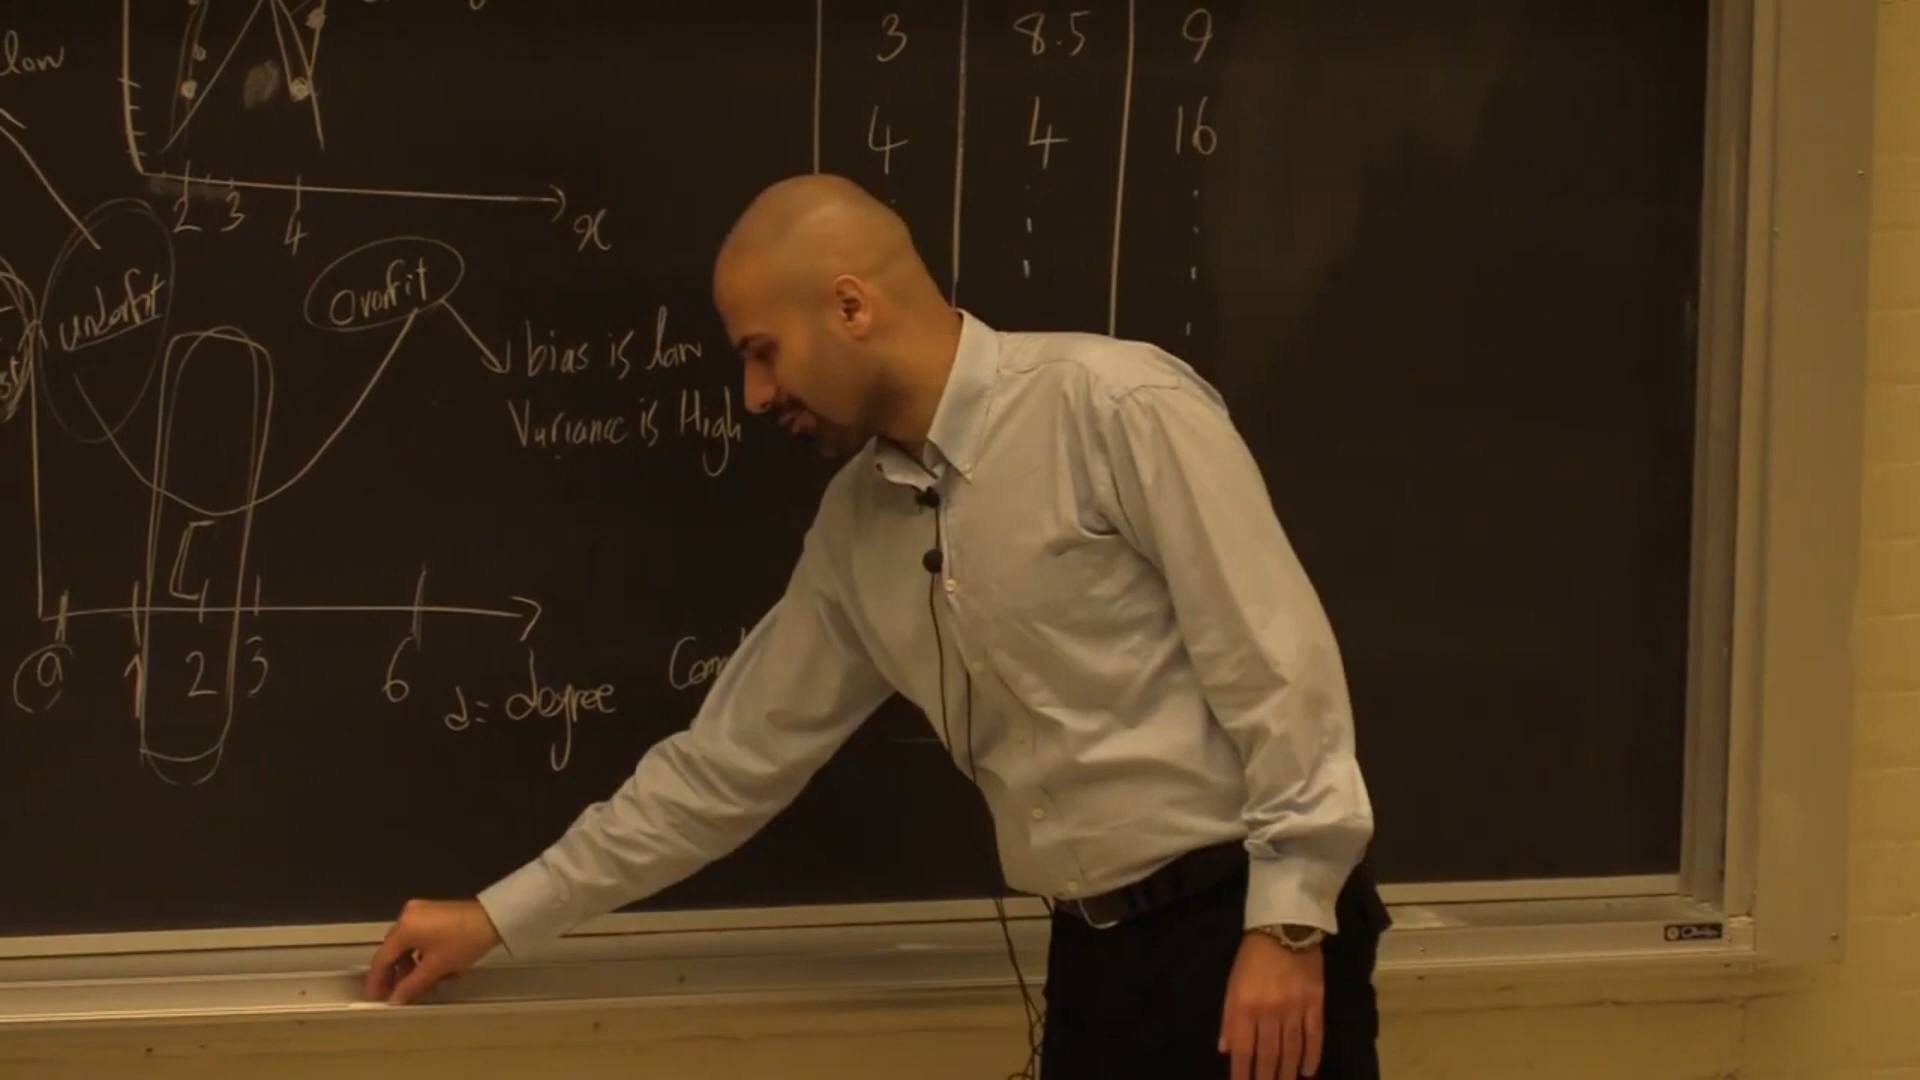 low
3 8.5 9
4 4 16
2 3 4
x
underfit
overfit
bias is low
Variance is High
0 1 2 3 6
d= degree